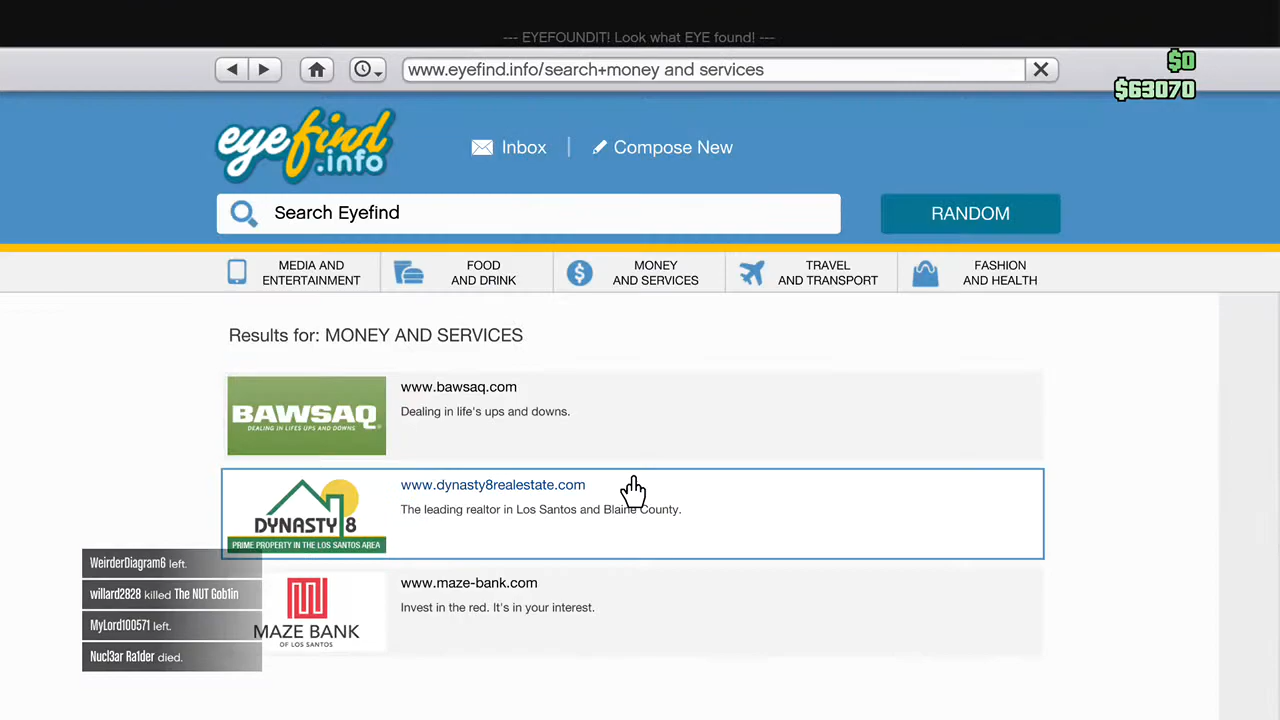 --- EYEFOUNDIT! Look what EYE found! ---
www.eyefind.info/search+money and services
$0
$63070
eyefind
.info
Inbox
Compose New
Search Eyefind
RANDOM
MEDIA AND
ENTERTAINMENT
FOOD
AND DRINK
MONEY
AND SERVICES
TRAVEL
AND TRANSPORT
FASHION
AND HEALTH
Results for: MONEY AND SERVICES
BAWSAQ
DEALING IN LIFE'S UPS AND DOWNS.
www.bawsaq.com
Dealing in life's ups and downs.
DYNASTY 8
PRIME PROPERTY IN THE LOS SANTOS AREA
www.dynasty8realestate.com
The leading realtor in Los Santos and Blaine County.
MAZE BANK
OF LOS SANTOS
www.maze-bank.com
Invest in the red. It's in your interest.
WeirderDiagram6 left.
willard2828 killed The NUT Gob1in
MyLord100571 left.
Nucl3ar Ra1der died.